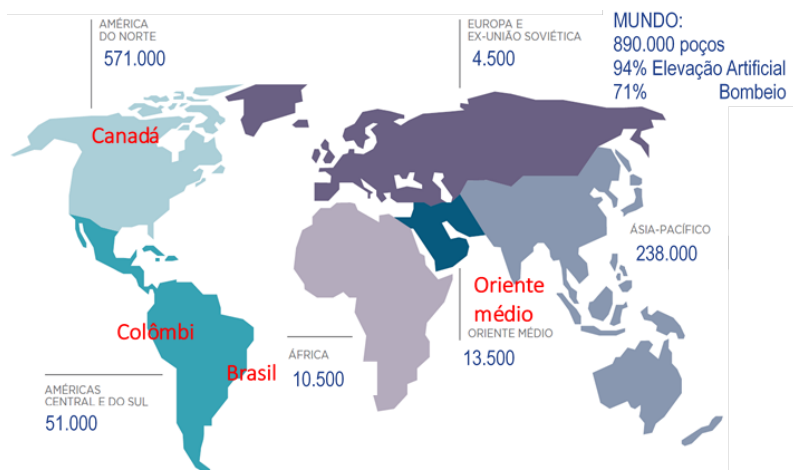 AMÉRICA
DO NORTE
571.000
EUROPA E
EX-UNIÃO SOVIÉTICA
4.500
MUNDO:
890.000 poços
94% Elevação Artificial
71% Bombeio
Canadá
ÁSIA-PACÍFICO
238.000
Oriente
médio
ORIENTE MÉDIO
13.500
Colômbi
Brasil
ÁFRICA
10.500
AMÉRICAS
CENTRAL E DO SUL
51.000